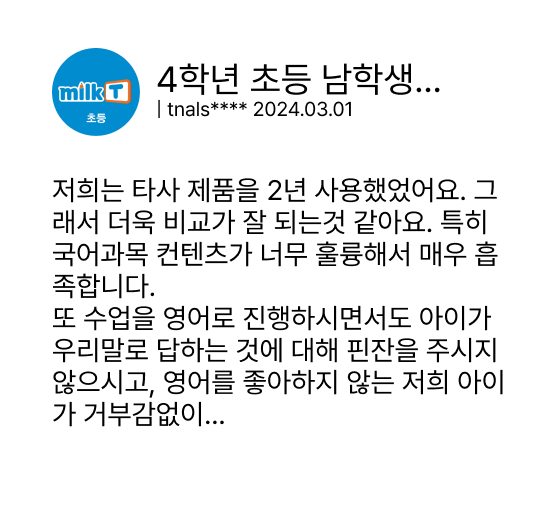 milk T
초등
4학년 초등 남학생...
| tnals**** 2024.03.01
저희는 타사 제품을 2년 사용했었어요. 그
래서 더욱 비교가 잘 되는것 같아요. 특히
국어과목 컨텐츠가 너무 훌륭해서 매우 흡
족합니다.
또 수업을 영어로 진행하시면서도 아이가
우리말로 답하는 것에 대해 핀잔을 주시지
않으시고, 영어를 좋아하지 않는 저희 아이
가 거부감없이...